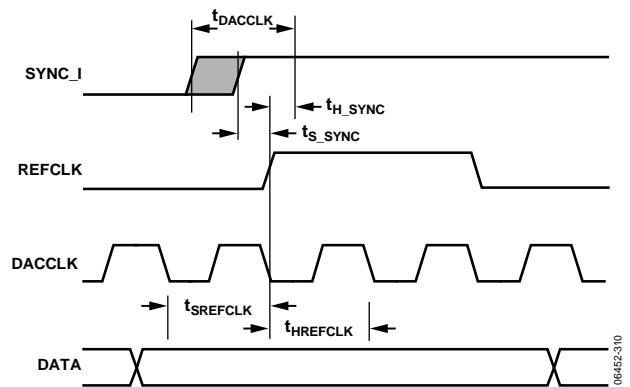 tDACCLK
SYNC_I
tH_SYNC
tS_SYNC
REFCLK
DACCLK
tSREFCLK
tHREFCLK
DATA
06452-310